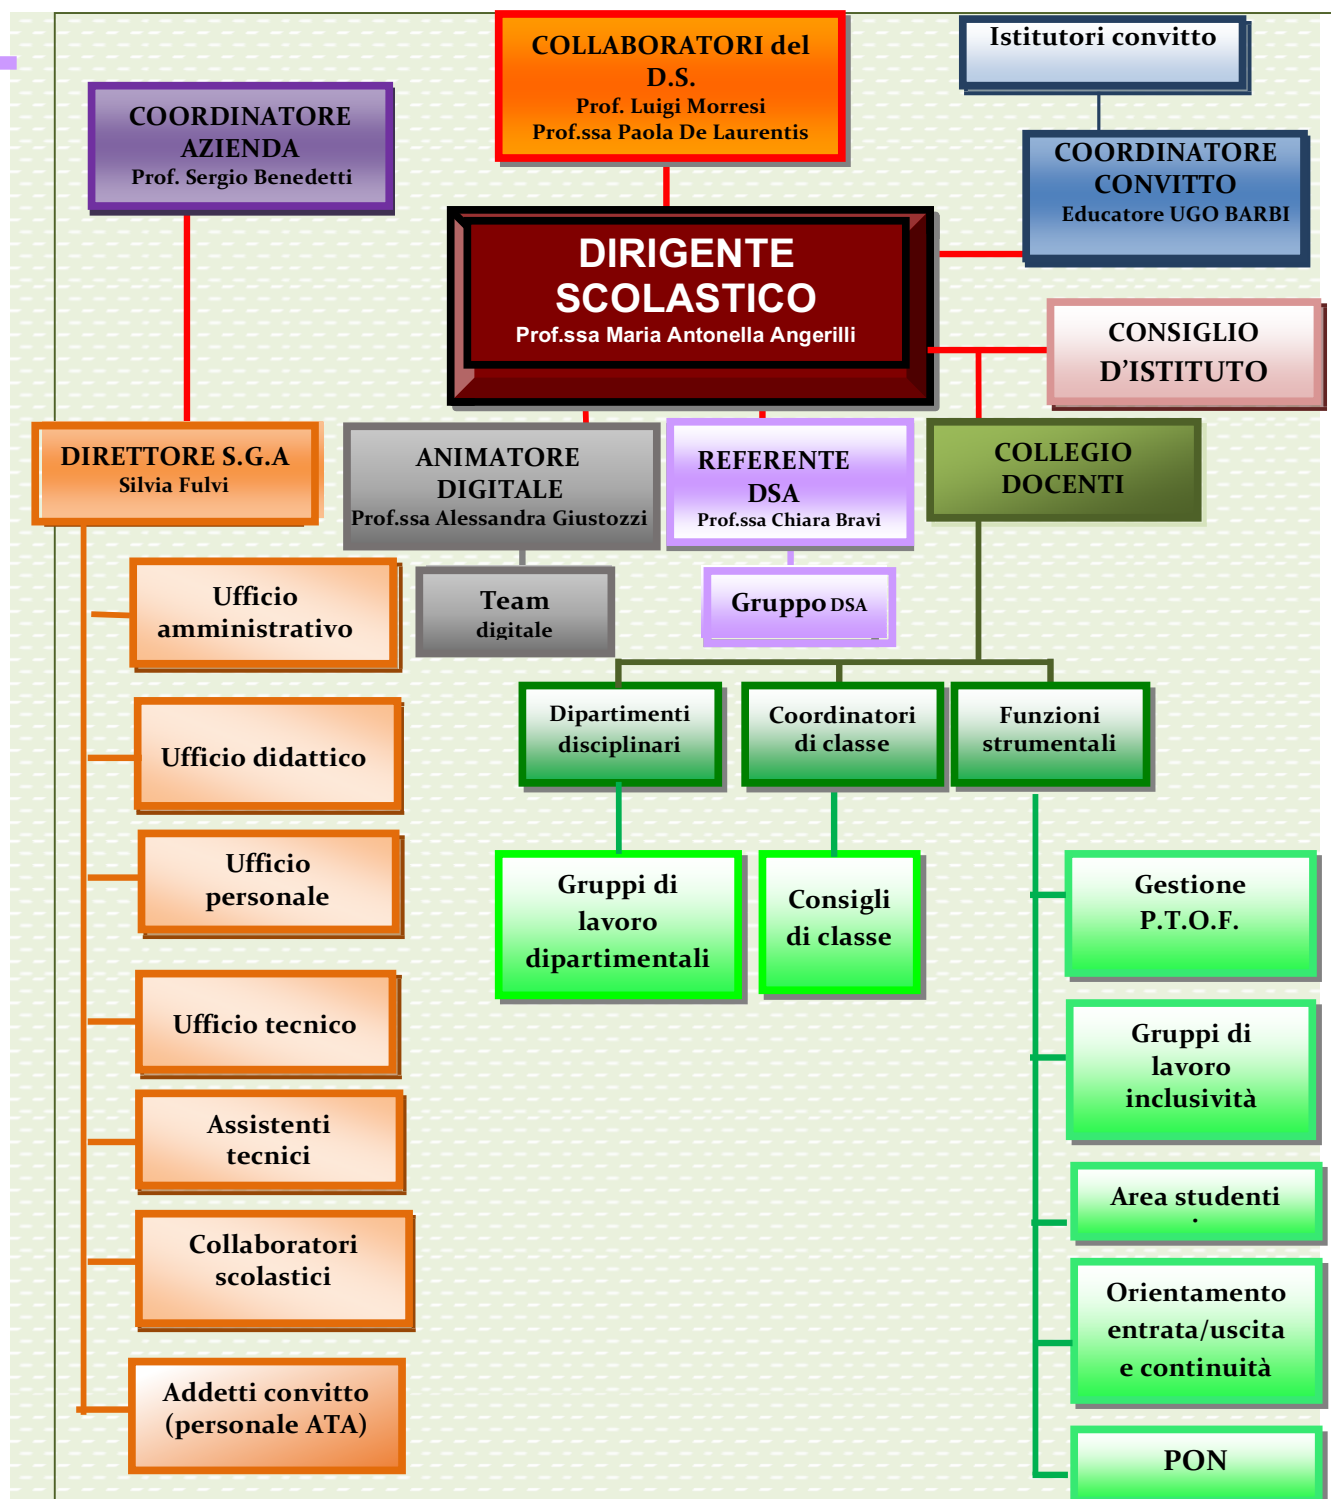 COLLABORATORI del
D.S.
Prof. Luigi Morresi
Prof.ssa Paola De Laurentis
Istitutori convitto
COORDINATORE
AZIENDA
Prof. Sergio Benedetti
COORDINATORE
CONVITTO
Educatore UGO BARBI
DIRIGENTE
SCOLASTICO
Prof.ssa Maria Antonella Angerilli
CONSIGLIO
D'ISTITUTO
DIRETTORE S.G.A
Silvia Fulvi
ANIMATORE
DIGITALE
Prof.ssa Alessandra Giustozzi
REFERENTE
DSA
Prof.ssa Chiara Bravi
COLLEGIO
DOCENTI
Team
digitale
Gruppo DSA
Ufficio
amministrativo
Ufficio didattico
Ufficio
personale
Ufficio tecnico
Assistenti
tecnici
Collaboratori
scolastici
Addetti convitto
(personale ATA)
Dipartimenti
disciplinari
Coordinatori
di classe
Funzioni
strumentali
Gruppi di
lavoro
dipartimentali
Consigli
di classe
Gestione
P.T.O.F.
Gruppi di
lavoro
inclusività
Area studenti
.
Orientamento
entrata/uscita
e continuità
PON